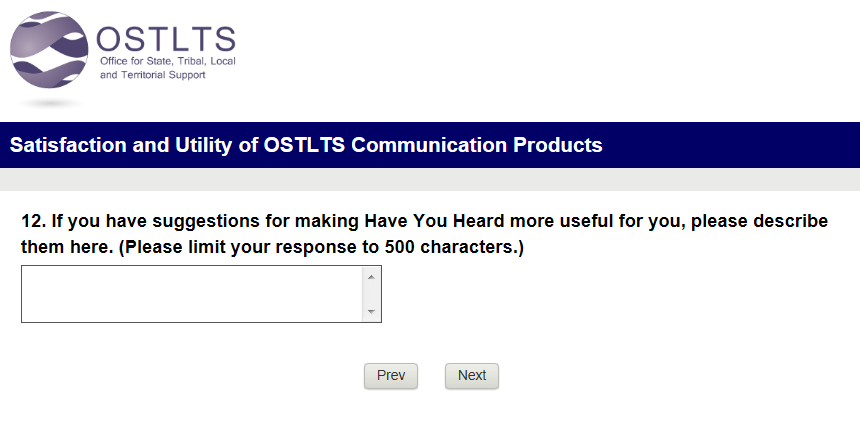 OSTLTS
Office for State, Tribal, Local
and Territorial Support
Satisfaction and Utility of OSTLTS Communication Products
12. If you have suggestions for making Have You Heard more useful for you, please describe
them here. (Please limit your response to 500 characters.)
Prev Next